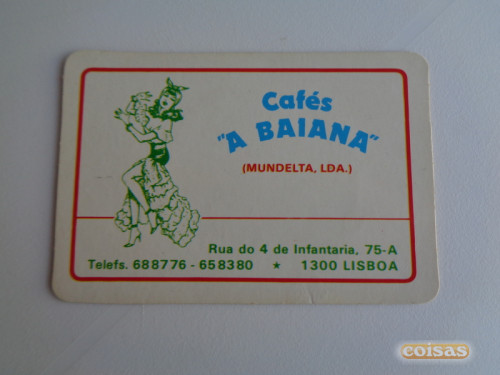 Cafés
"A BAIANA"
(MUNDELTA, LDA.)
Rua do 4 de Infantaria, 75-A
Telefs. 688776 - 658380 ★ 1300 LISBOA
coisas